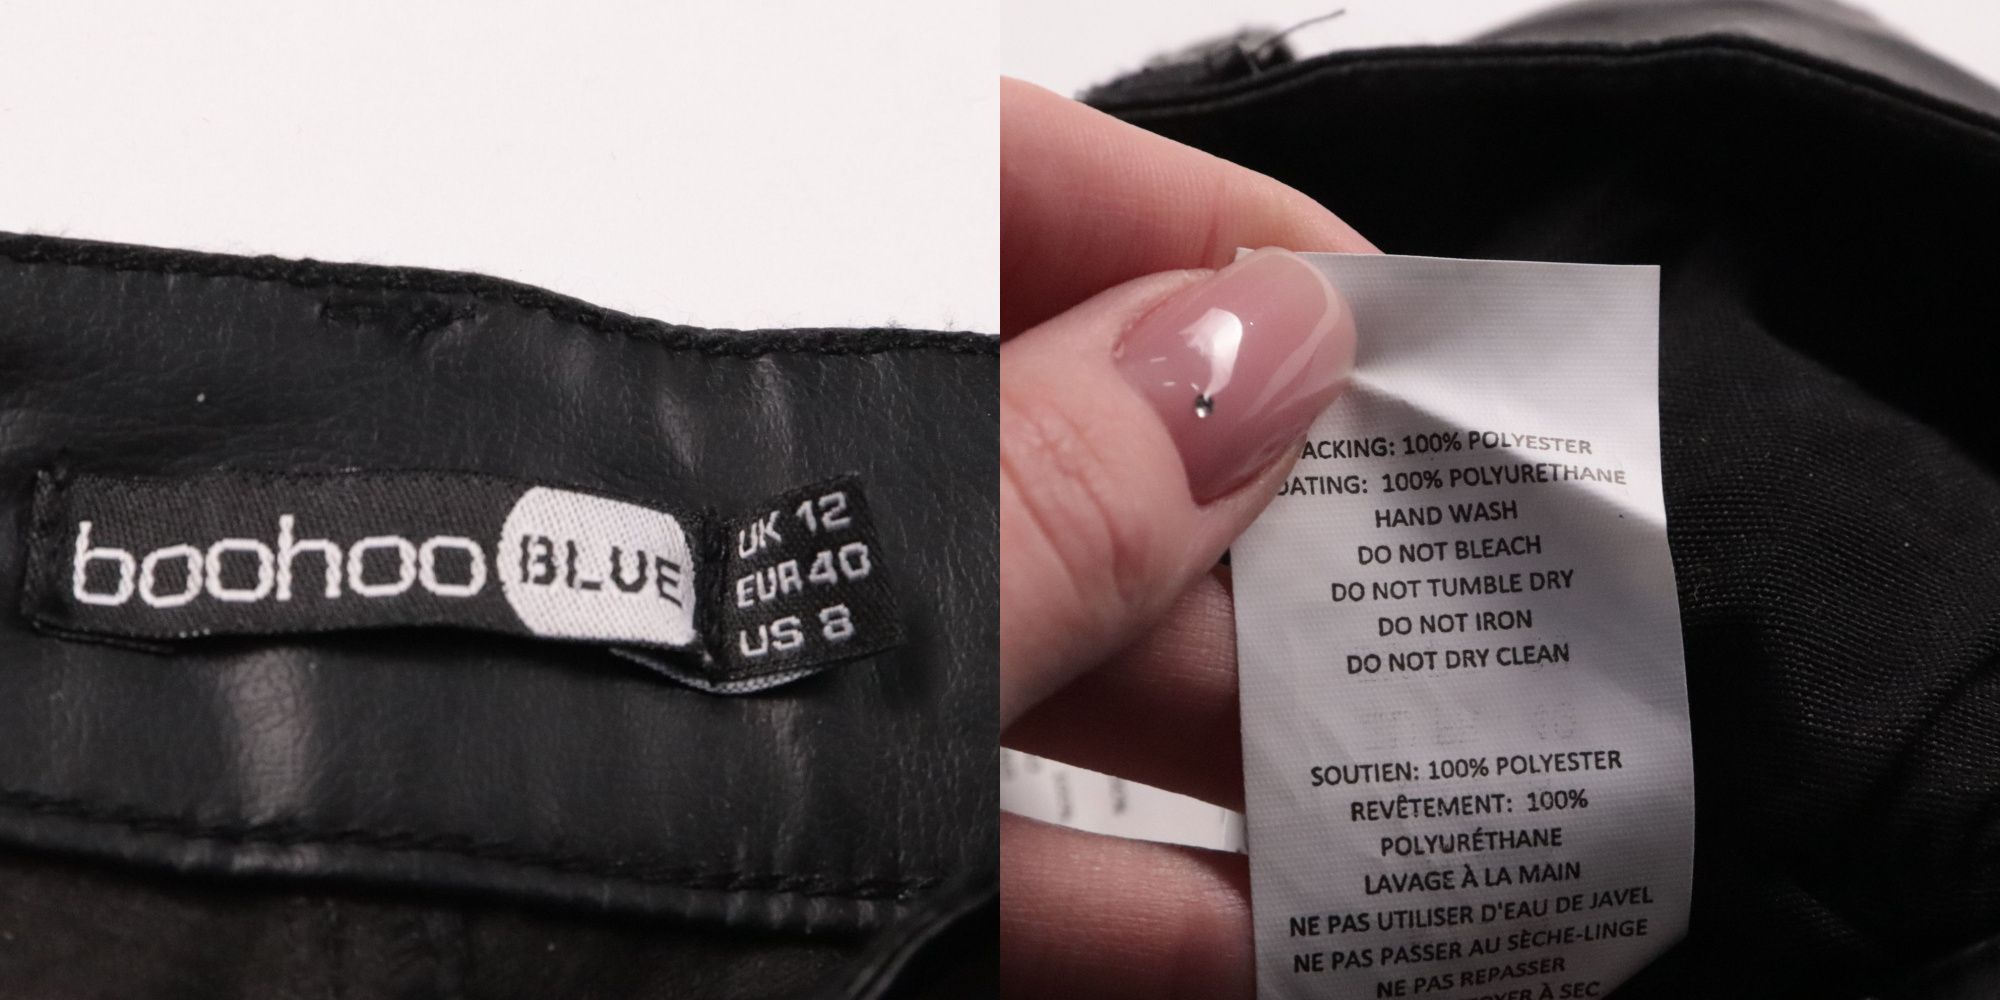 boohoo BLUE
UK 12
EUR 40
US 8
ACKING: 100% POLYESTER
OATING: 100% POLYURETHANE
HAND WASH
DO NOT BLEACH
DO NOT TUMBLE DRY
DO NOT IRON
DO NOT DRY CLEAN
SOUTIEN: 100% POLYESTER
REVÊTEMENT: 100%
POLYURÉTHANE
LAVAGE À LA MAIN
NE PAS UTILISER D'EAU DE JAVEL
NE PAS PASSER AU SÈCHE-LINGE
NE PAS REPASSER
À SEC